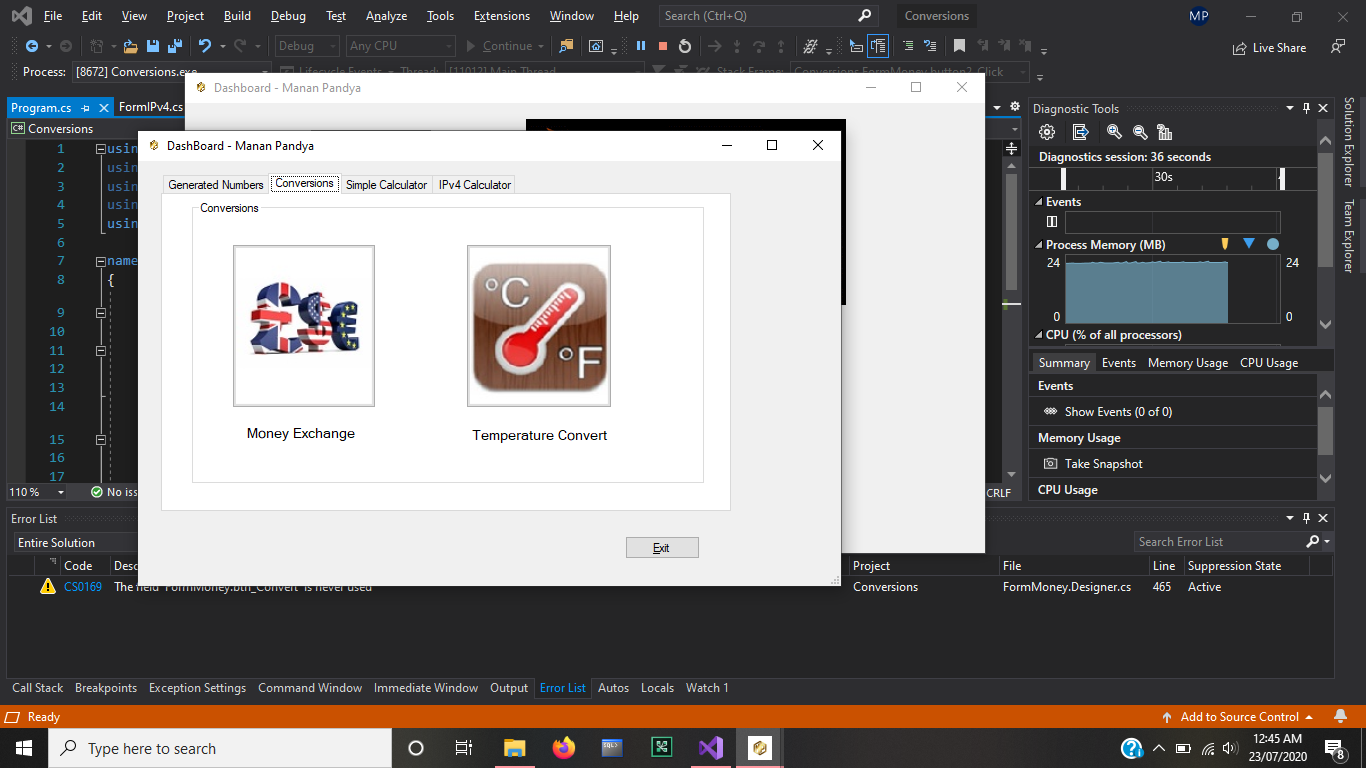 File Edit View Project Build Debug Test Analyze Tools Extensions Window Help Search (Ctrl+Q) Conversions MP
Debug Any CPU Continue Live Share
Process: [8672] Conversions.exe Lifecycle Events Thread: [11012] Main Thread Stack Frame: Conversions.FormMoney.button2_Click
Dashboard - Manan Pandya
Program.cs FormIPv4.cs
Diagnostic Tools
C# Conversions
DashBoard - Manan Pandya
Generated Numbers Conversions Simple Calculator IPv4 Calculator
Conversions
°C
°F
Money Exchange Temperature Convert
Exit
1 usin
2 usin
3 usin
4 usin
5 usin
6
7 name
8 {
9
10
11
12
13
14
15
16
17
110 % No iss
CRLF
Diagnostics session: 36 seconds
30s
Events
Process Memory (MB)
24 24
0 0
CPU (% of all processors)
Summary Events Memory Usage CPU Usage
Events
Show Events (0 of 0)
Memory Usage
Take Snapshot
CPU Usage
Solution Explorer
Team Explorer
Error List
Entire Solution Search Error List
Code Desc Project File Line Suppression State
CS0169 The field 'FormMoney.btn_Convert' is never used Conversions FormMoney.Designer.cs 465 Active
Call Stack Breakpoints Exception Settings Command Window Immediate Window Output Error List Autos Locals Watch 1
Ready Add to Source Control
Type here to search
12:45 AM
23/07/2020
8